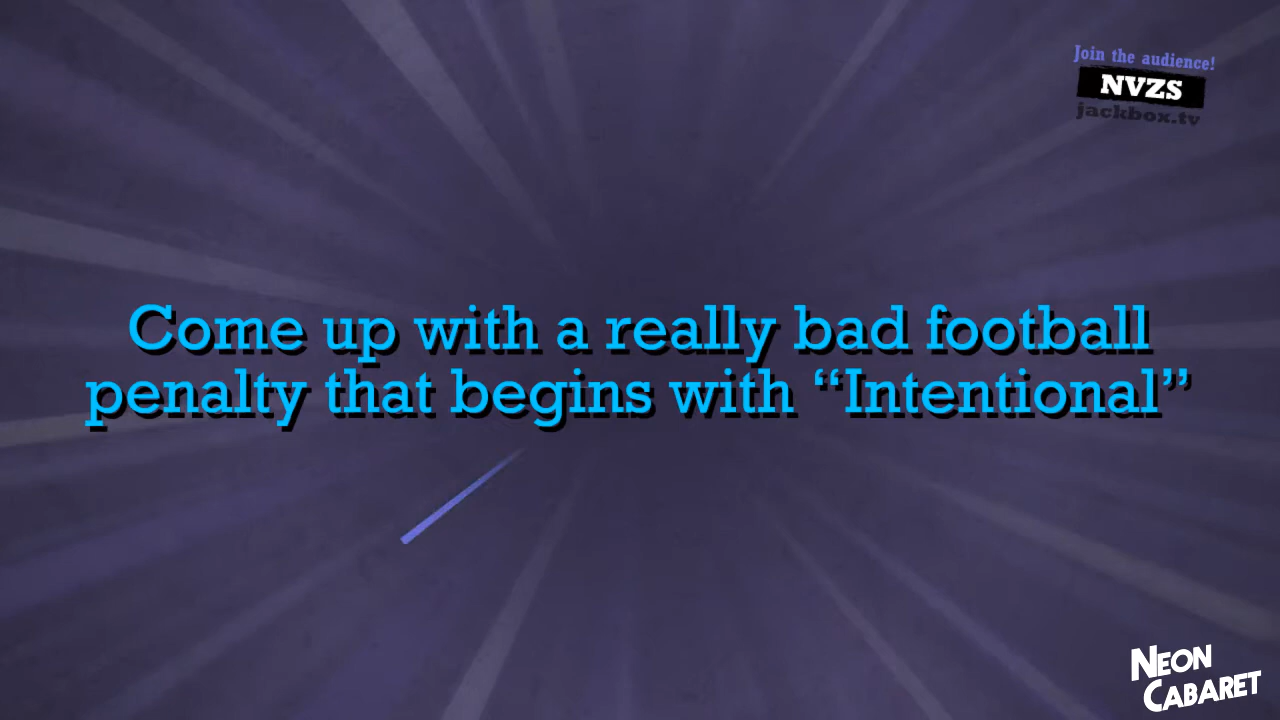 Join the audience!
NVZS
jackbox.tv
Come up with a really bad football
penalty that begins with “Intentional”
NEON
CABARET